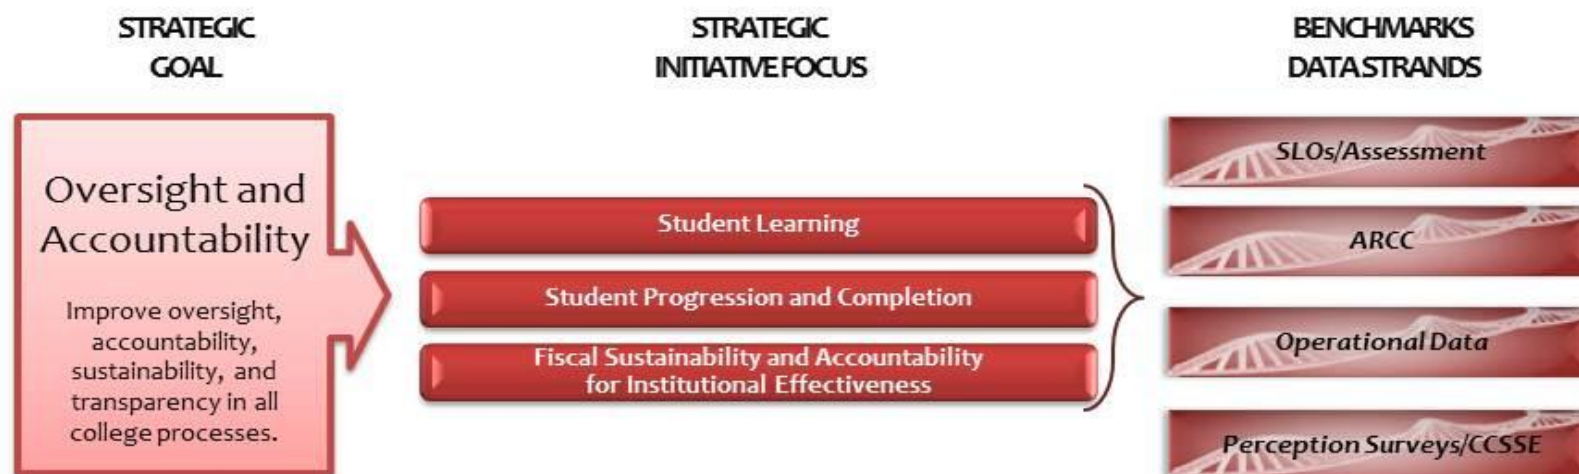 STRATEGIC
GOAL
STRATEGIC
INITIATIVE FOCUS
BENCHMARKS
DATA STRANDS
Oversight and
Accountability
Improve oversight,
accountability,
sustainability, and
transparency in all
college processes.
Student Learning
Student Progression and Completion
Fiscal Sustainability and Accountability
for Institutional Effectiveness
SLOs/Assessment
ARCC
Operational Data
Perception Surveys/CCSSE